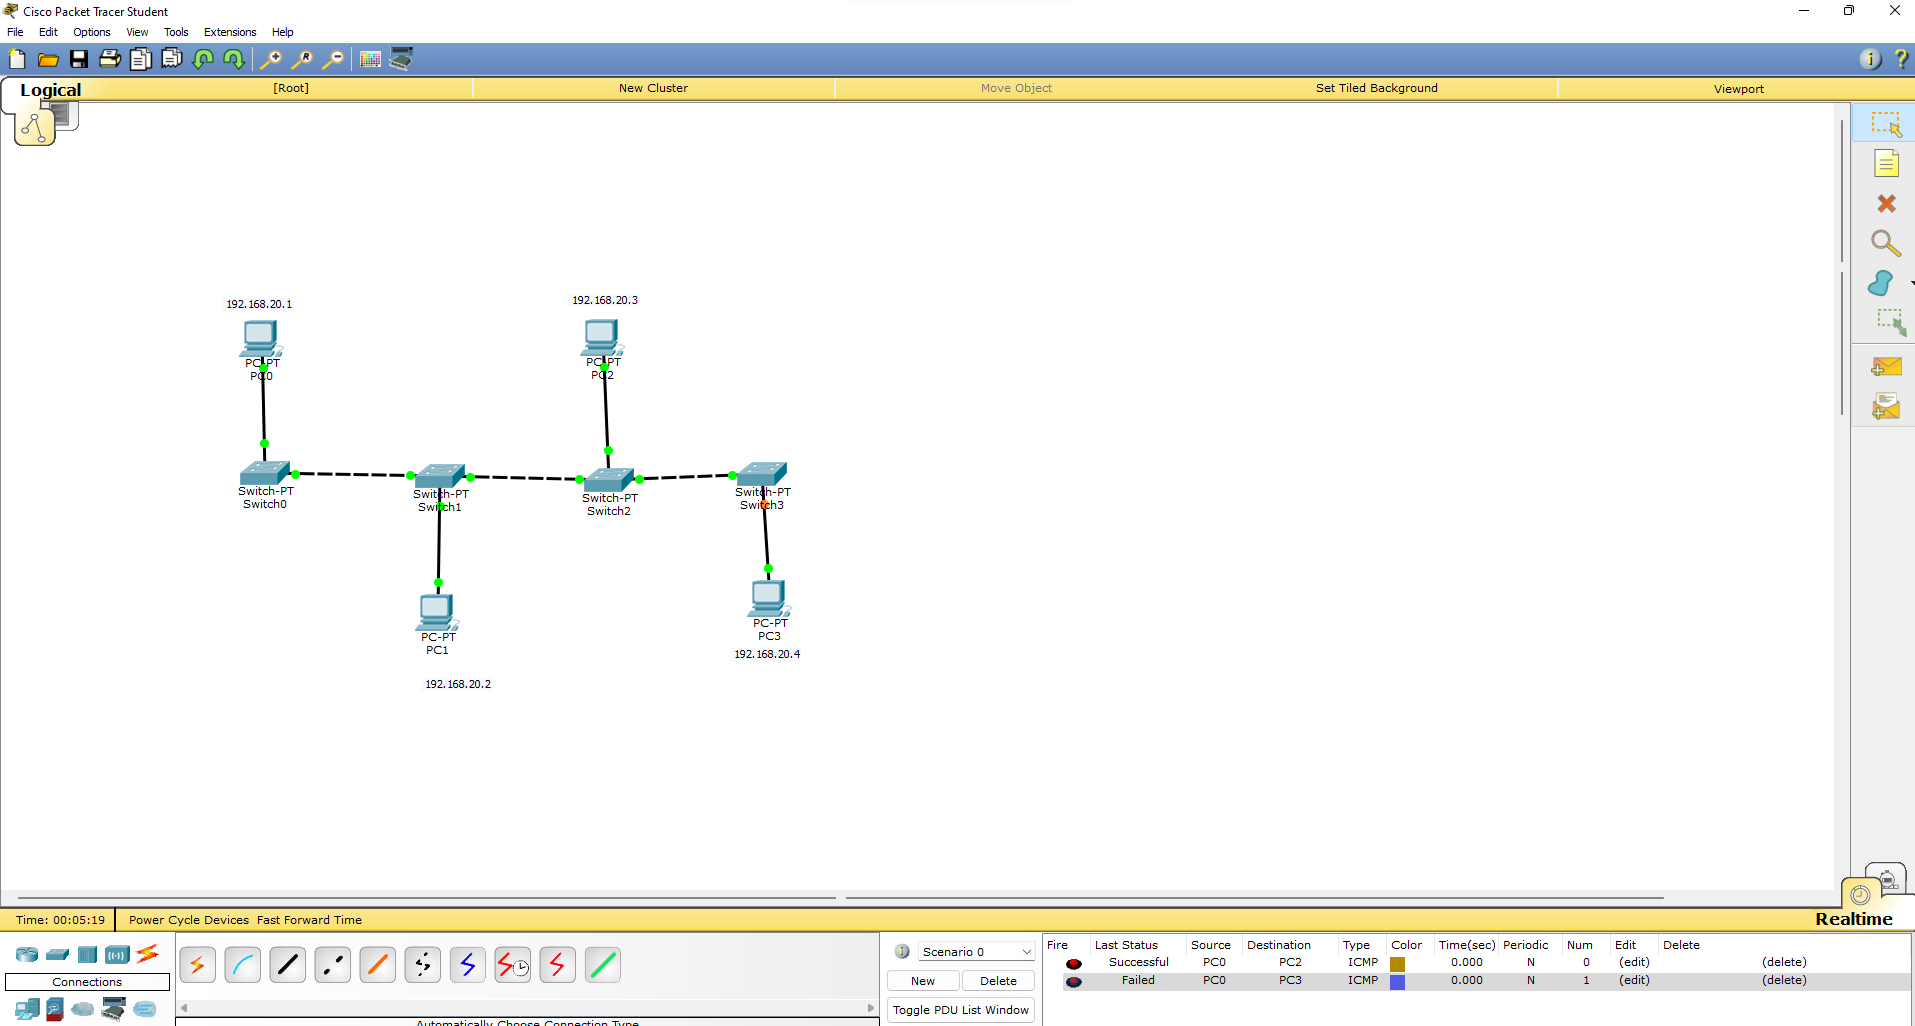 Cisco Packet Tracer Student
File Edit Options View Tools Extensions Help
Logical [Root] New Cluster Move Object Set Tiled Background Viewport
192.168.20.1
192.168.20.3
PC-PT
PC0
PC-PT
PC2
Switch-PT
Switch0
Switch-PT
Switch1
Switch-PT
Switch2
Switch-PT
Switch3
PC-PT
PC1
192.168.20.2
PC-PT
PC3
192.168.20.4
Time: 00:05:19 Power Cycle Devices Fast Forward Time
Realtime
Connections
Automatically Choose Connection Type
Scenario 0
New Delete
Toggle PDU List Window
Fire Last Status Source Destination Type Color Time(sec) Periodic Num Edit Delete
Successful PC0 PC2 ICMP 0.000 N 0 (edit) (delete)
Failed PC0 PC3 ICMP 0.000 N 1 (edit) (delete)